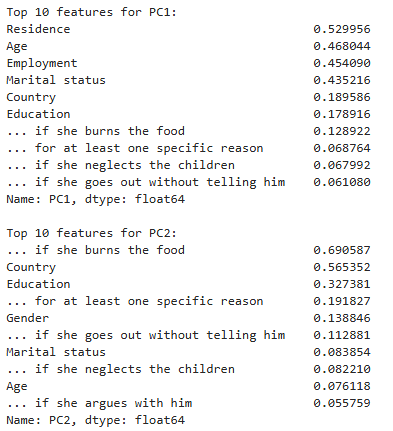 Top 10 features for PC1:
Residence 0.529956
Age 0.468044
Employment 0.454090
Marital status 0.435216
Country 0.189586
Education 0.178916
... if she burns the food 0.128922
... for at least one specific reason 0.068764
... if she neglects the children 0.067992
... if she goes out without telling him 0.061080
Name: PC1, dtype: float64

Top 10 features for PC2:
... if she burns the food 0.690587
Country 0.565352
Education 0.327381
... for at least one specific reason 0.191827
Gender 0.138846
... if she goes out without telling him 0.112881
Marital status 0.083854
... if she neglects the children 0.082210
Age 0.076118
... if she argues with him 0.055759
Name: PC2, dtype: float64